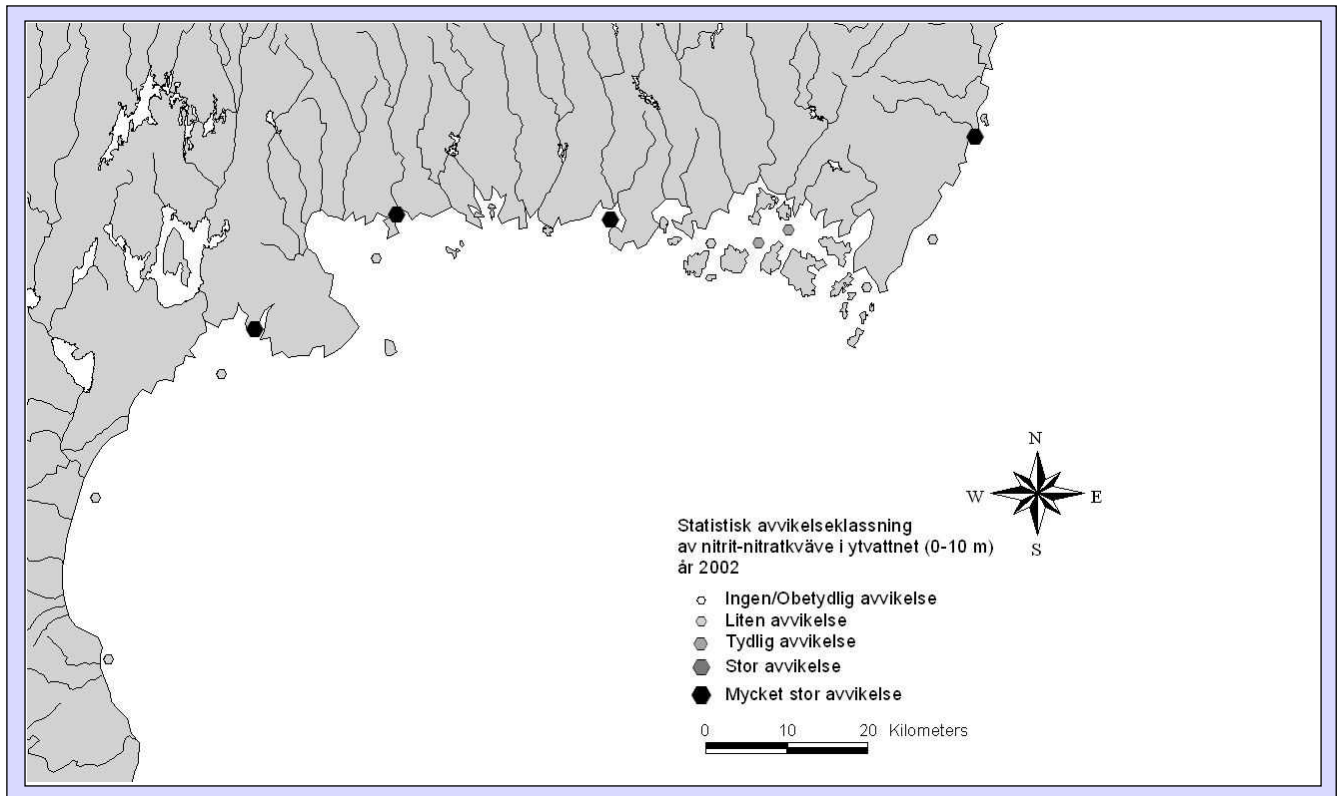 N
W E
S
Statistisk avvikelseklassning
av nitrit-nitratkväve i ytvattnet (0-10 m)
år 2002
Ingen/Obetydlig avvikelse
Liten avvikelse
Tydlig avvikelse
Stor avvikelse
Mycket stor avvikelse
0 10 20 Kilometers